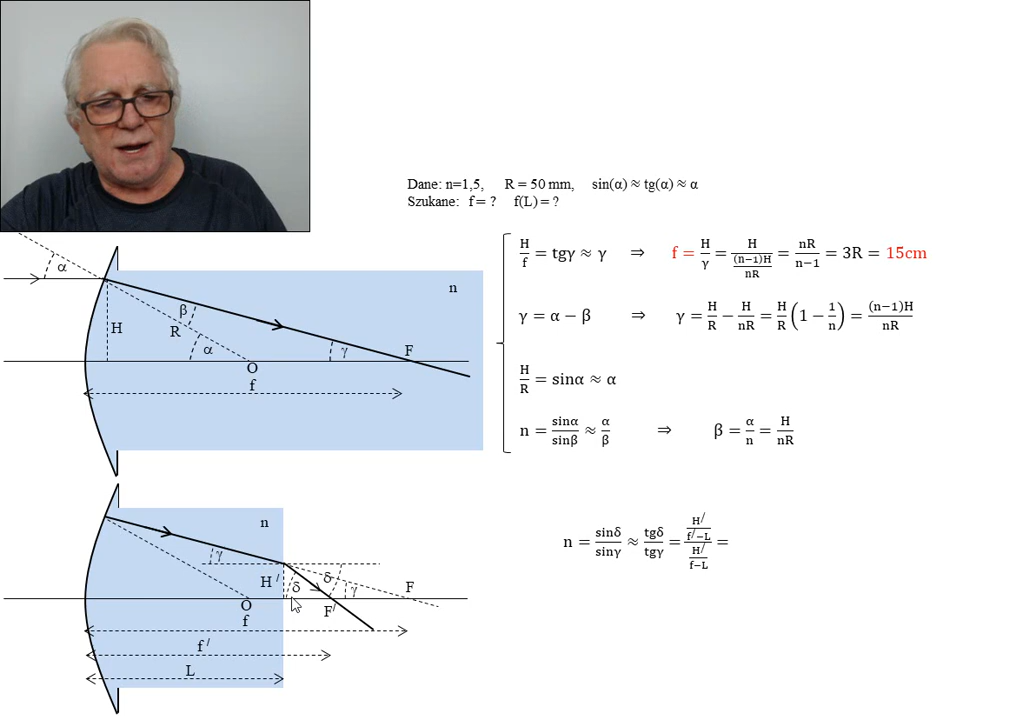 Dane: n=1,5, R = 50 mm, sin(α) ≈ tg(α) ≈ α
Szukane: f = ? f(L) = ?
α
n
H
β
R
α
γ
F
O
f
H/f = tgγ ≈ γ ⇒ f = H/γ = H/((n−1)H/nR) = nR/(n−1) = 3R = 15cm
γ = α − β ⇒ γ = H/R − H/nR = H/R (1 − 1/n) = (n−1)H/nR
H/R = sinα ≈ α
n = sinα/sinβ ≈ α/β ⇒ β = α/n = H/nR
n
γ
H/
δ
δ
γ
F
O
F/
f
f /
L
n = sinδ/sinγ ≈ tgδ/tgγ = (H//(f/−L))/(H//(f−L)) =